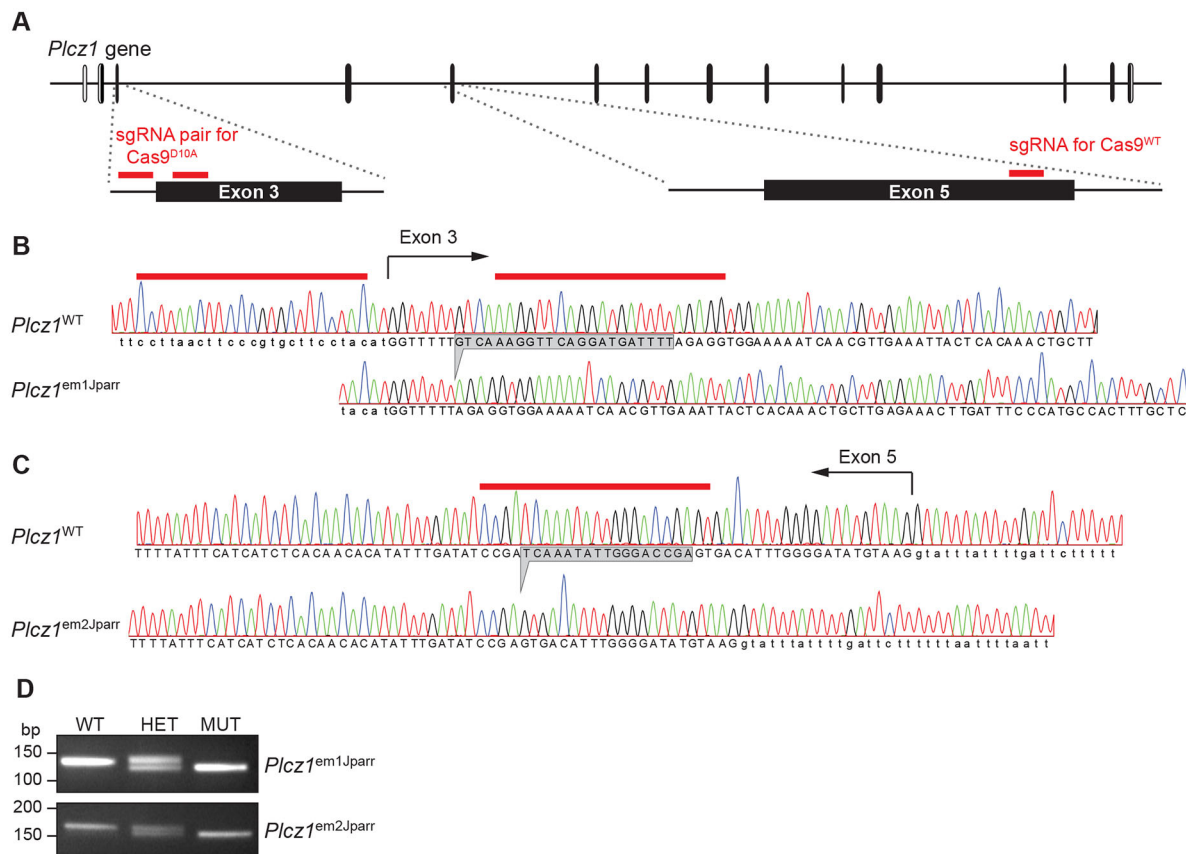 A
Plcz1 gene
sgRNA pair for
Cas9D10A
sgRNA for Cas9WT
Exon 3
Exon 5
B
Exon 3
Plcz1WT
ttccttaacttcccgtgcttcctacatGGTTTTTGTCAAAGGTTCAGGATGATTTTAGAGGTGGAAAAATCAACGTTGAAATTACTCACAAACTGCTT
Plcz1em1Jparr
tacatGGTTTTTAGAGGTGGAAAAATCAACGTTGAAATTACTCACAAACTGCTTGAGAAACTTGATTTCCCATGCCACTTTGCTC
C
Exon 5
Plcz1WT
TTTTATTTCATCATCTCACAACACATATTTGATATCCGATCAAATATTGGGACCGAGTGACATTTGGGGATATGTAAGgtatttattttgattcttttt
Plcz1em2Jparr
TTTTATTTCATCATCTCACAACACATATTTGATATCCGAGTGACATTTGGGGATATGTAAGgtatttattttgattcttttttaattttaatt
D
WT HET MUT
bp
150
100
Plcz1em1Jparr
200
150
Plcz1em2Jparr